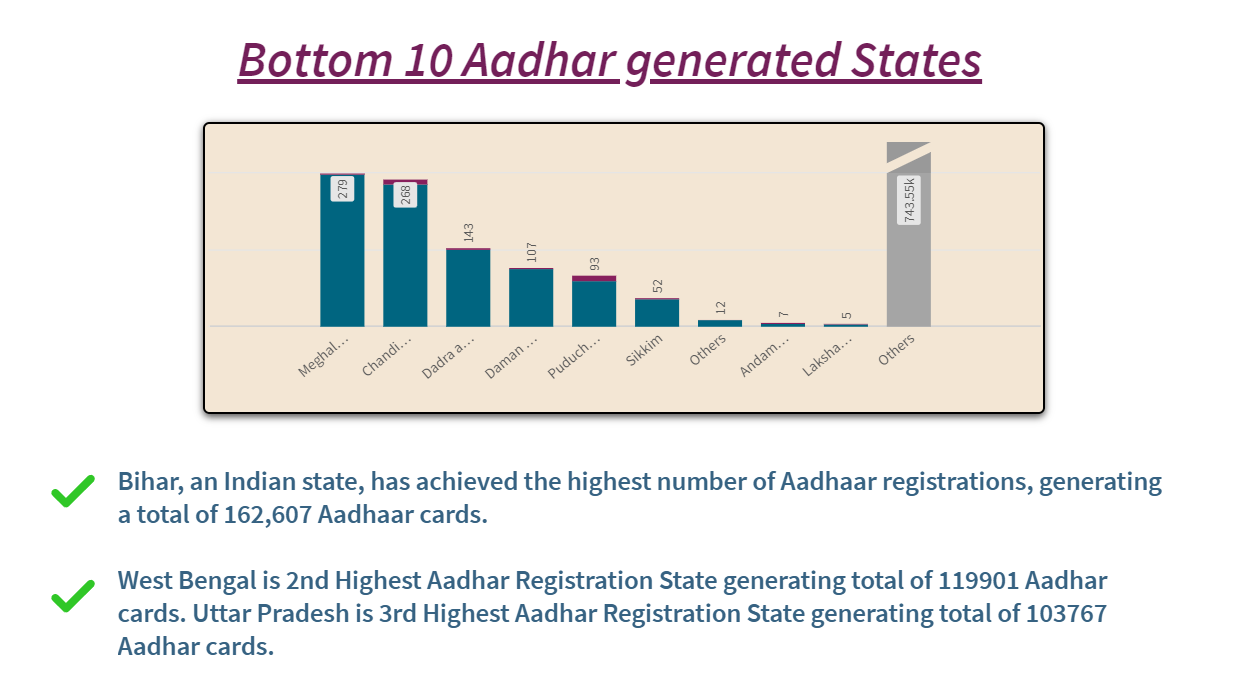 Bottom 10 Aadhar generated States
279
268
143
107
93
52
12
7
5
743.55k
Meghal...
Chandi...
Dadra a...
Daman ...
Puduch...
Sikkim
Others
Andam...
Laksha...
Others
Bihar, an Indian state, has achieved the highest number of Aadhaar registrations, generating
a total of 162,607 Aadhaar cards.
West Bengal is 2nd Highest Aadhar Registration State generating total of 119901 Aadhar
cards. Uttar Pradesh is 3rd Highest Aadhar Registration State generating total of 103767
Aadhar cards.